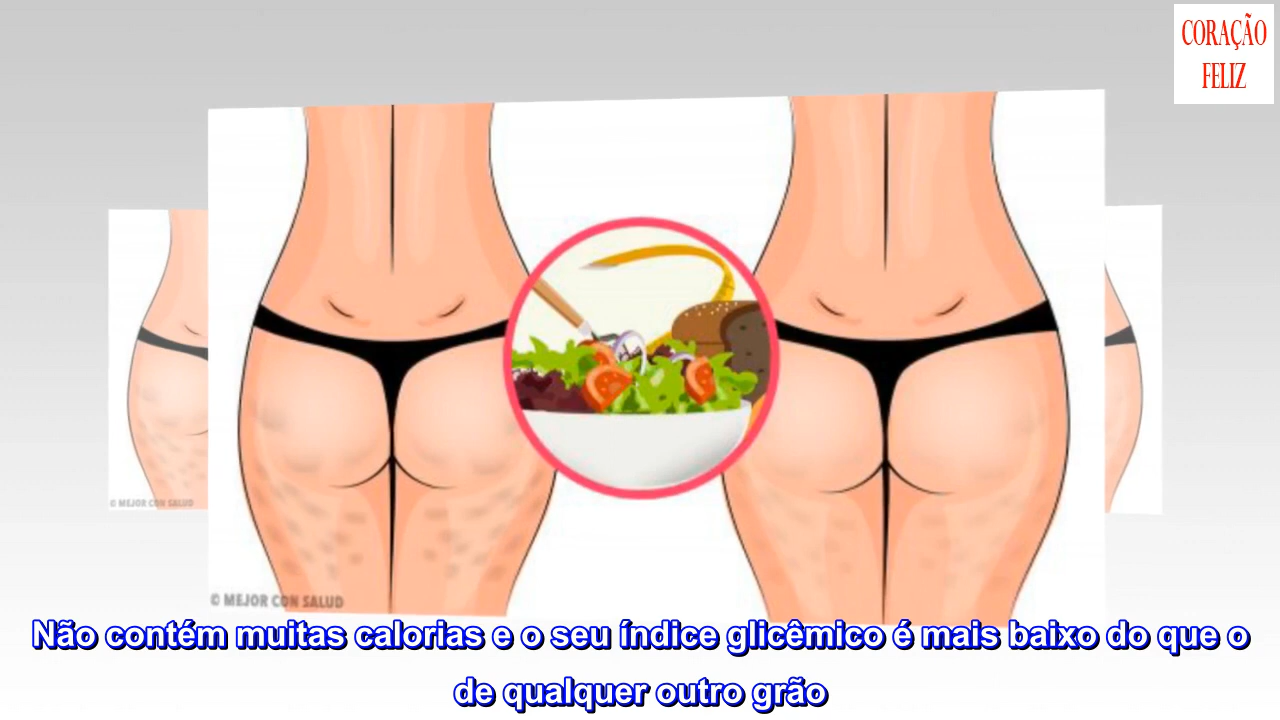 CORAÇÃO
FELIZ
© MEJOR CON SALUD
© MEJOR CON SALUD
Não contém muitas calorias e o seu índice glicêmico é mais baixo do que o
de qualquer outro grão